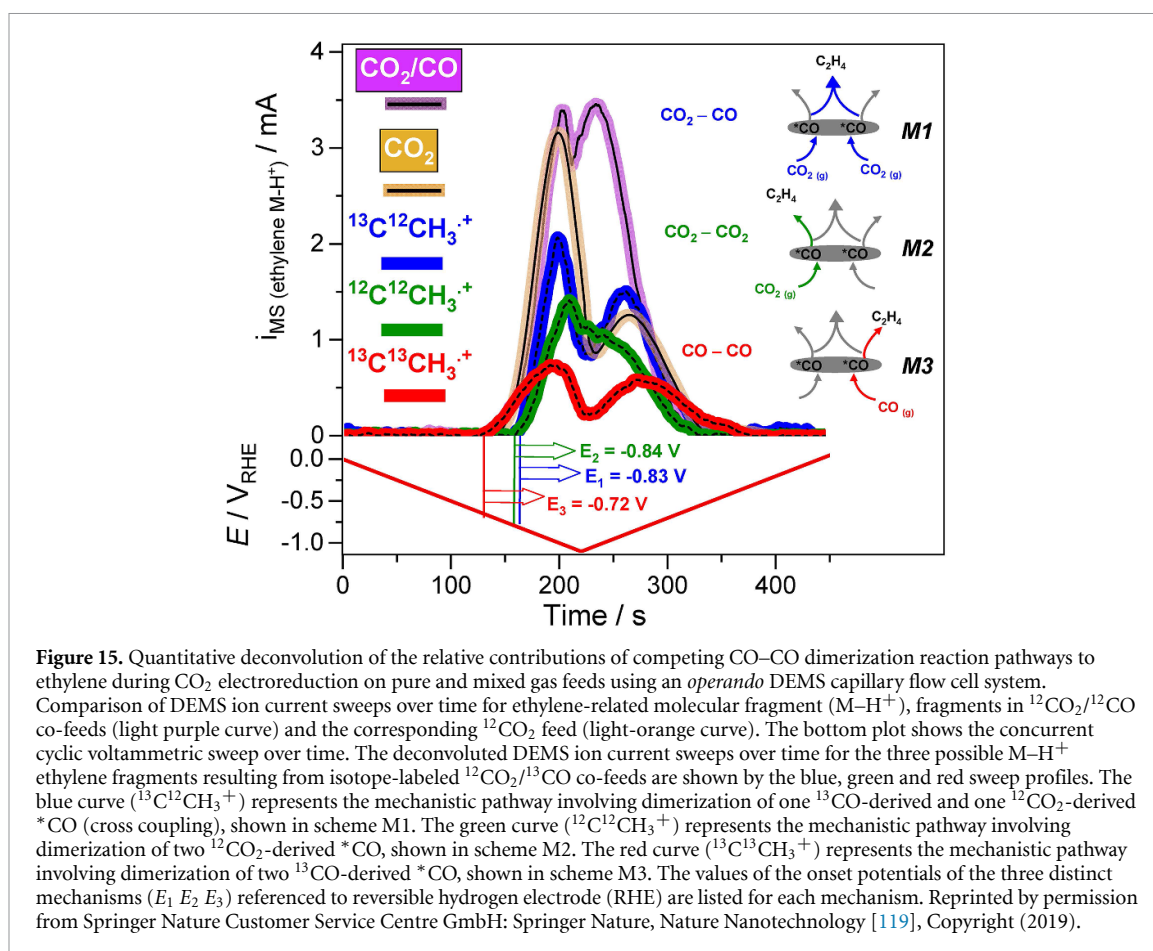 4
3
2
1
0
i MS (ethylene M-H⁺) / mA
CO₂/CO
CO₂
¹³C¹²CH₃·⁺
¹²C¹²CH₃·⁺
¹³C¹³CH₃·⁺
CO₂ – CO
CO₂ – CO₂
CO – CO
C₂H₄
*CO *CO
M1
CO₂ (g) CO₂ (g)
C₂H₄
*CO *CO
M2
CO₂ (g)
C₂H₄
*CO *CO
M3
CO (g)
E₂ = -0.84 V
E₁ = -0.83 V
E₃ = -0.72 V
E / V RHE
0.0
-0.5
-1.0
0 100 200 300 400
Time / s
Figure 15. Quantitative deconvolution of the relative contributions of competing CO–CO dimerization reaction pathways to
ethylene during CO₂ electroreduction on pure and mixed gas feeds using an operando DEMS capillary flow cell system.
Comparison of DEMS ion current sweeps over time for ethylene-related molecular fragment (M–H⁺), fragments in ¹²CO₂/¹²CO
co-feeds (light purple curve) and the corresponding ¹²CO₂ feed (light-orange curve). The bottom plot shows the concurrent
cyclic voltammetric sweep over time. The deconvoluted DEMS ion current sweeps over time for the three possible M–H⁺
ethylene fragments resulting from isotope-labeled ¹²CO₂/¹³CO co-feeds are shown by the blue, green and red sweep profiles. The
blue curve (¹³C¹²CH₃⁺) represents the mechanistic pathway involving dimerization of one ¹³CO-derived and one ¹²CO₂-derived
*CO (cross coupling), shown in scheme M1. The green curve (¹²C¹²CH₃⁺) represents the mechanistic pathway involving
dimerization of two ¹²CO₂-derived *CO, shown in scheme M2. The red curve (¹³C¹³CH₃⁺) represents the mechanistic pathway
involving dimerization of two ¹³CO-derived *CO, shown in scheme M3. The values of the onset potentials of the three distinct
mechanisms (E₁ E₂ E₃) referenced to reversible hydrogen electrode (RHE) are listed for each mechanism. Reprinted by permission
from Springer Nature Customer Service Centre GmbH: Springer Nature, Nature Nanotechnology [119], Copyright (2019).